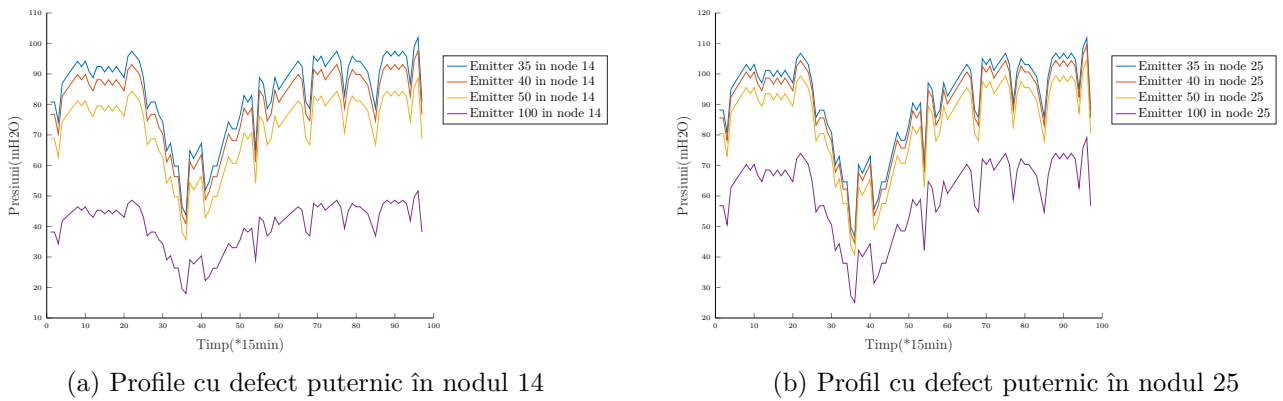 110
100
90
80
70
60
50
40
30
20
10
Presiuni(mH2O)
0 10 20 30 40 50 60 70 80 90 100
Timp(*15min)
Emitter 35 in node 14
Emitter 40 in node 14
Emitter 50 in node 14
Emitter 100 in node 14
(a) Profile cu defect puternic în nodul 14
120
110
100
90
80
70
60
50
40
30
20
Presiuni(mH2O)
0 10 20 30 40 50 60 70 80 90 100
Timp(*15min)
Emitter 35 in node 25
Emitter 40 in node 25
Emitter 50 in node 25
Emitter 100 in node 25
(b) Profil cu defect puternic în nodul 25